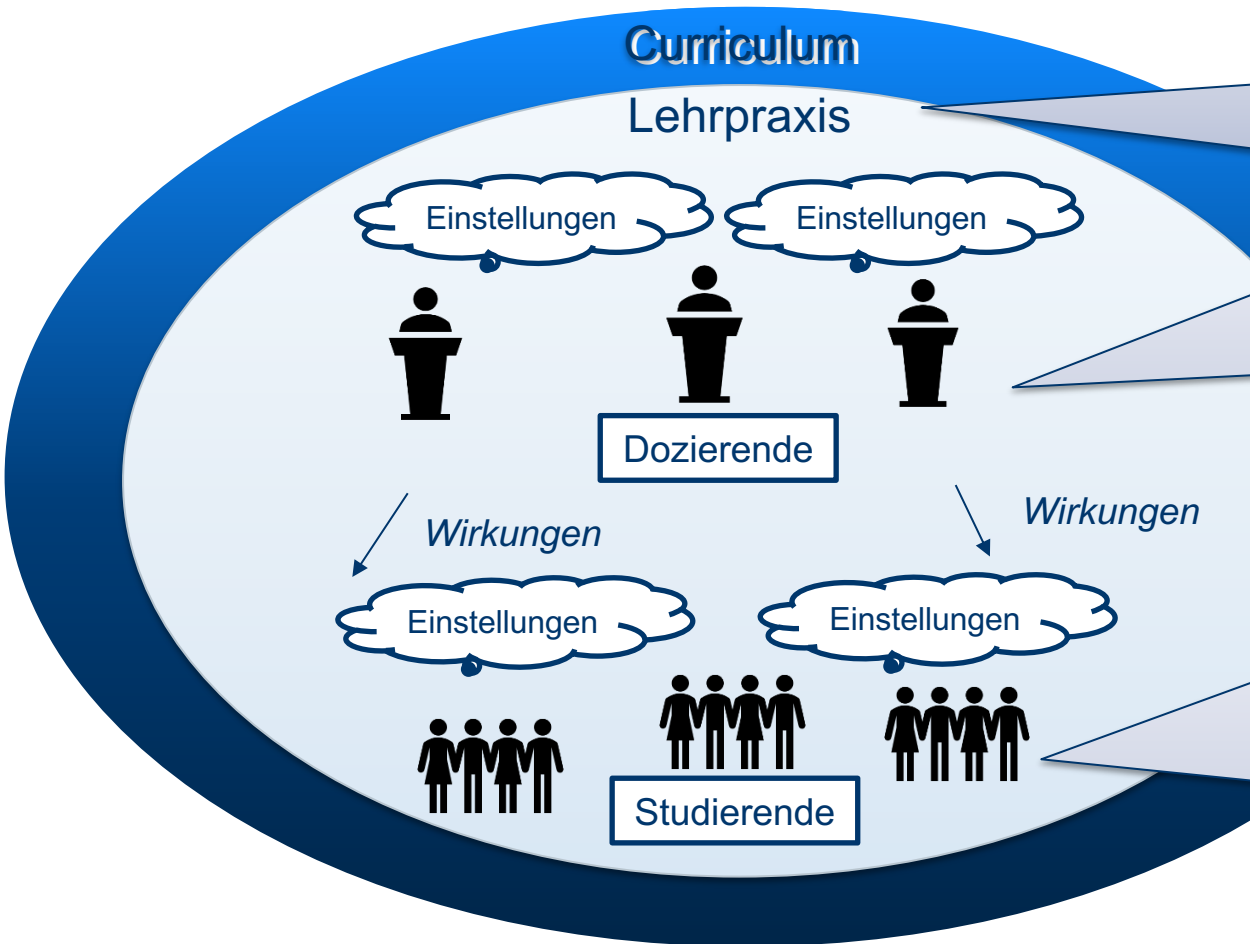 Curriculum
Lehrpraxis
Einstellungen
Einstellungen
Dozierende
Wirkungen
Wirkungen
Einstellungen
Einstellungen
Studierende